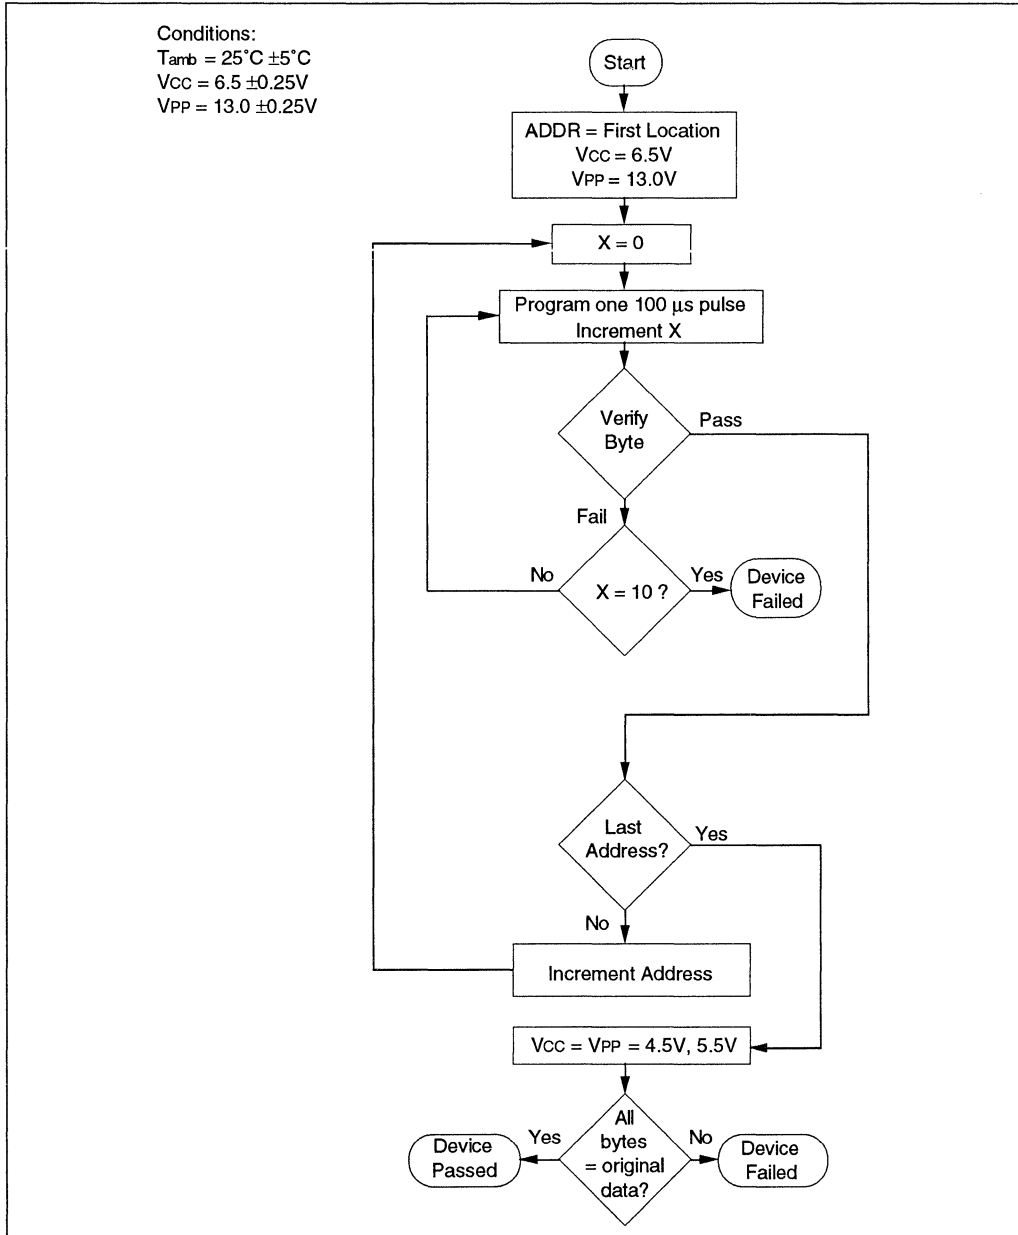 Conditions:
Tamb = 25˚C ±5˚C
VCC = 6.5 ±0.25V
VPP = 13.0 ±0.25V
Start
ADDR = First Location
VCC = 6.5V
VPP = 13.0V
X = 0
Program one 100 µs pulse
Increment X
Verify
Byte
Pass
Fail
X = 10 ?
No
Yes
Device
Failed
Last
Address?
Yes
No
Increment Address
VCC = VPP = 4.5V, 5.5V
All
bytes
= original
data?
Yes
No
Device
Passed
Device
Failed